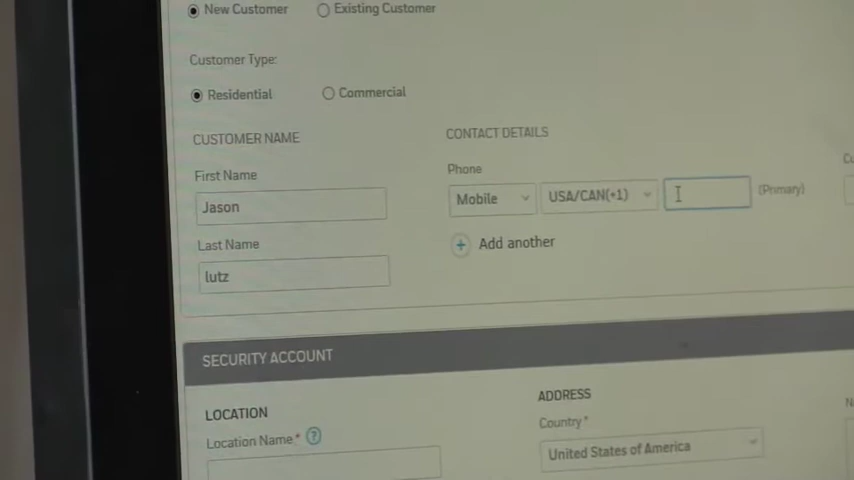 New Customer Existing Customer
Customer Type:
Residential Commercial
CUSTOMER NAME CONTACT DETAILS
First Name Phone
Jason Mobile USA/CAN(+1) (Primary)
Last Name + Add another
lutz
SECURITY ACCOUNT
LOCATION ADDRESS
Location Name* ? Country*
United States of America